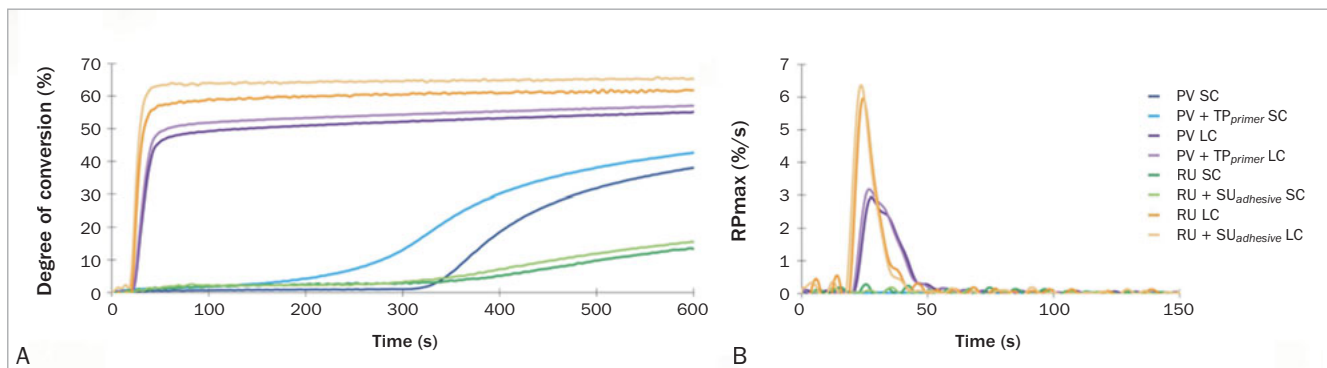 Degree of conversion (%)
70
60
50
40
30
20
10
0
0 100 200 300 400 500 600
Time (s)
A
RPmax (%/s)
7
6
5
4
3
2
1
0
0 50 100 150
Time (s)
B
PV SC
PV + TPprimer SC
PV LC
PV + TPprimer LC
RU SC
RU + SUadhesive SC
RU LC
RU + SUadhesive LC